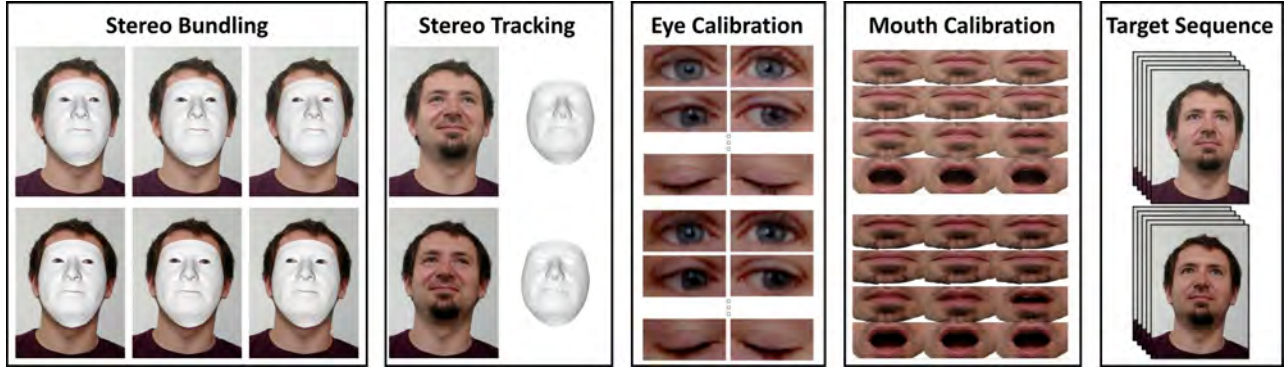 Stereo Bundling
Stereo Tracking
Eye Calibration
Mouth Calibration
Target Sequence